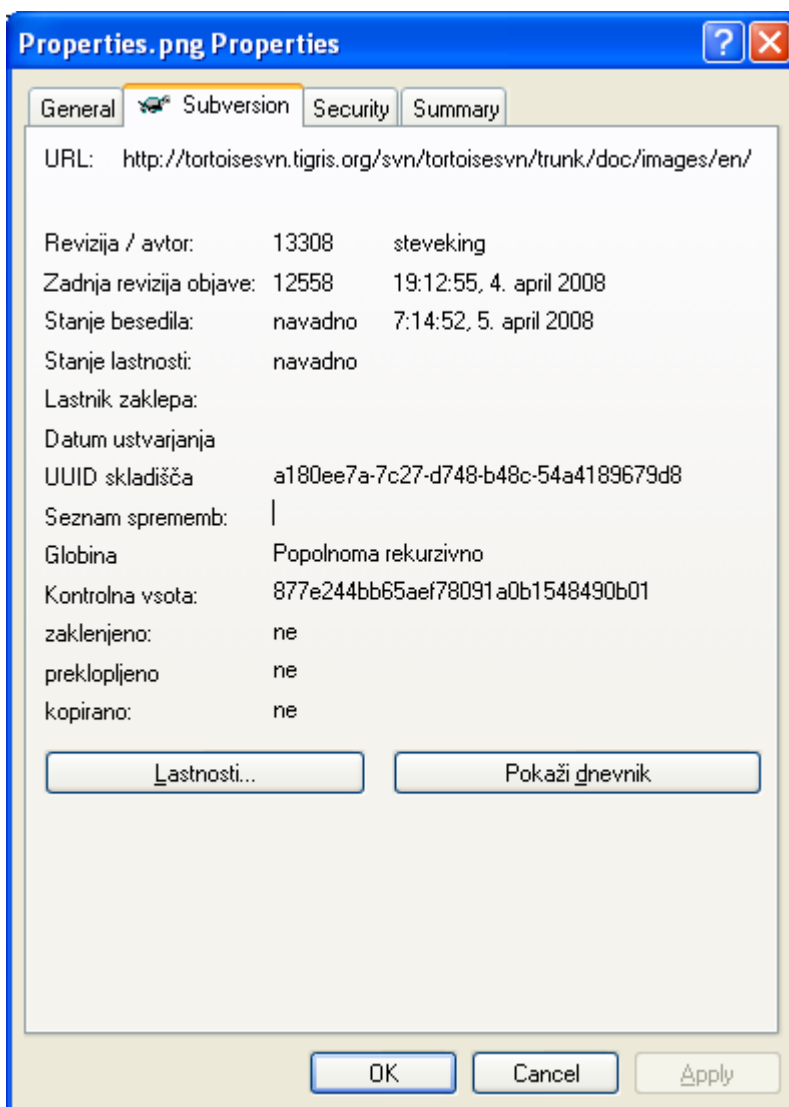 Properties.png Properties
General Subversion Security Summary
URL: http://tortoisesvn.tigris.org/svn/tortoisesvn/trunk/doc/images/en/
Revizija / avtor: 13308 steveking
Zadnja revizija objave: 12558 19:12:55, 4. april 2008
Stanje besedila: navadno 7:14:52, 5. april 2008
Stanje lastnosti: navadno
Lastnik zaklepa:
Datum ustvarjanja
UUID skladišča a180ee7a-7c27-d748-b48c-54a4189679d8
Seznam sprememb:
Globina Popolnoma rekurzivno
Kontrolna vsota: 877e244bb65aef78091a0b1548490b01
zaklenjeno: ne
preklopljeno ne
kopirano: ne
Lastnosti... Pokaži dnevnik
OK Cancel Apply